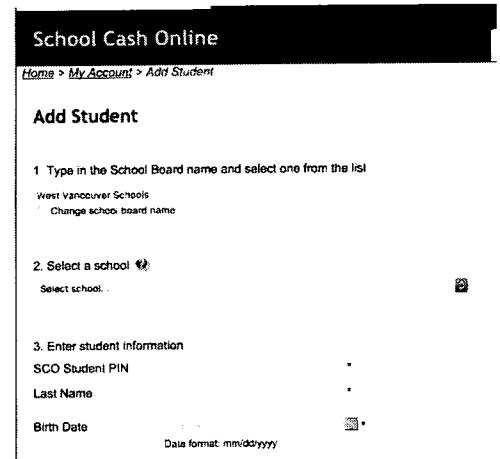 School Cash Online
Home > My Account > Add Student
Add Student
1 Type in the School Board name and select one from the list
West Vancouver Schools
Change school board name
2. Select a school
Select school.
3. Enter student information
SCO Student PIN *
Last Name *
Birth Date *
Data format: mm/dd/yyyy